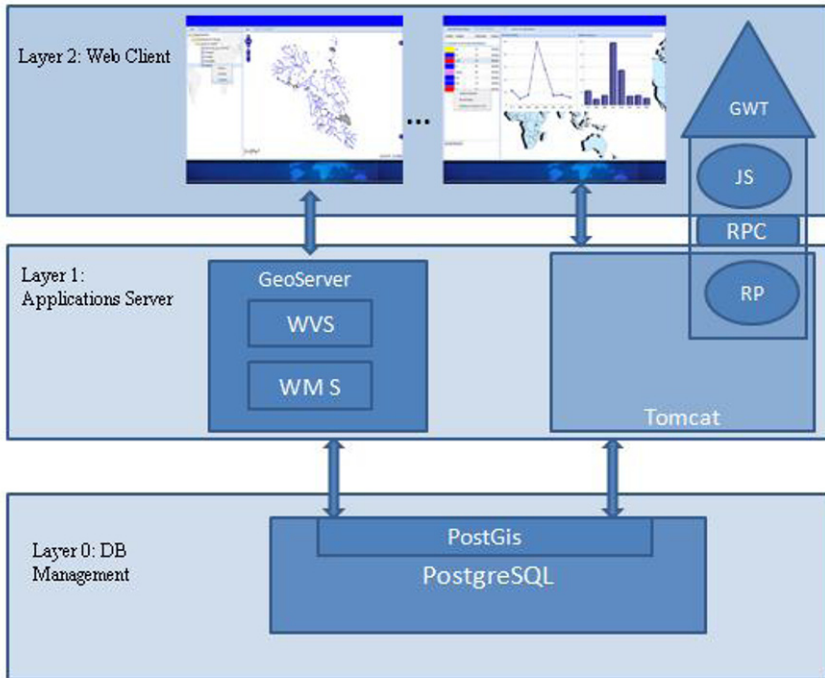 Layer 2: Web Client
...
GWT
JS
RPC
Layer 1:
Applications Server
GeoServer
WVS
WM S
RP
Tomcat
Layer 0: DB
Management
PostGis
PostgreSQL